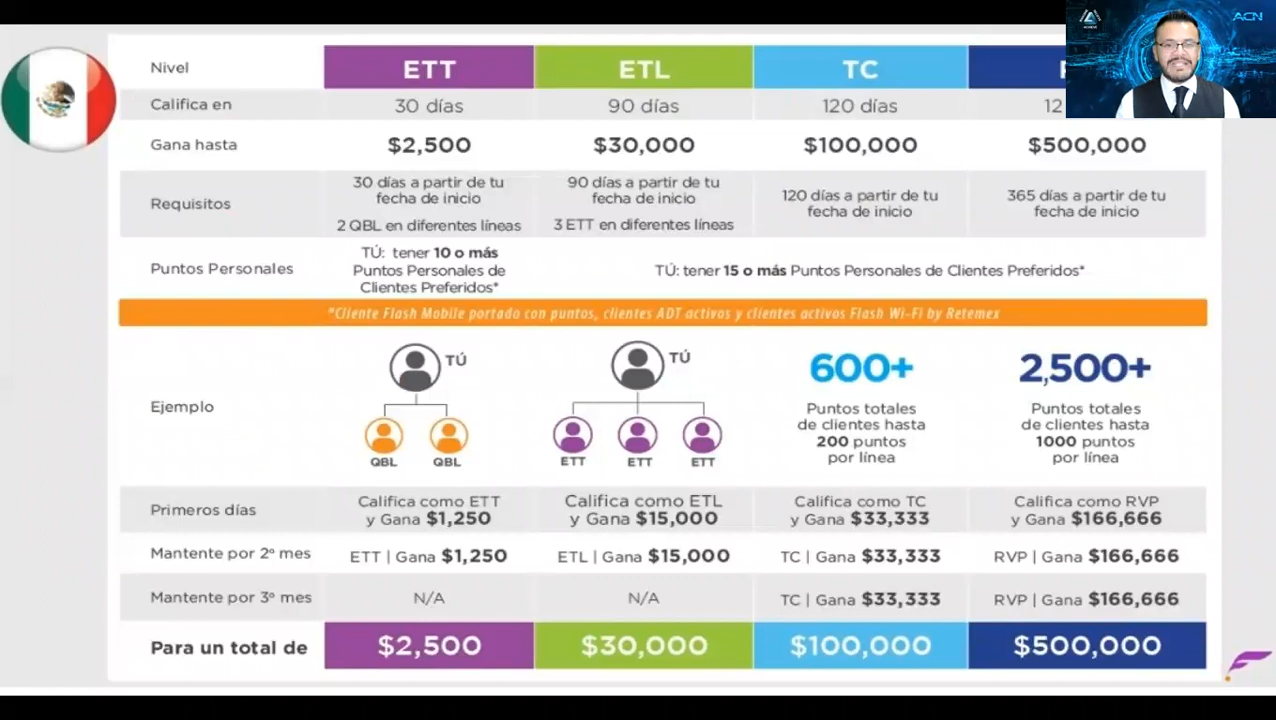 ACN
Nivel ETT ETL TC
Califica en 30 días 90 días 120 días 12
Gana hasta $2,500 $30,000 $100,000 $500,000
Requisitos
30 días a partir de tu
fecha de inicio
2 QBL en diferentes líneas
90 días a partir de tu
fecha de inicio
3 ETT en diferentes líneas
120 días a partir de tu
fecha de inicio
365 días a partir de tu
fecha de inicio
Puntos Personales
TÚ: tener 10 o más
Puntos Personales de
Clientes Preferidos*
TÚ: tener 15 o más Puntos Personales de Clientes Preferidos*
*Cliente Flash Mobile portado con puntos, clientes ADT activos y clientes activos Flash Wi-Fi by Retemex
Ejemplo
TÚ
QBL QBL
TÚ
ETT ETT ETT
600+
Puntos totales
de clientes hasta
200 puntos
por línea
2,500+
Puntos totales
de clientes hasta
1000 puntos
por línea
Primeros días
Califica como ETT
y Gana $1,250
Califica como ETL
y Gana $15,000
Califica como TC
y Gana $33,333
Califica como RVP
y Gana $166,666
Mantente por 2º mes ETT | Gana $1,250 ETL | Gana $15,000 TC | Gana $33,333 RVP | Gana $166,666
Mantente por 3º mes N/A N/A TC | Gana $33,333 RVP | Gana $166,666
Para un total de $2,500 $30,000 $100,000 $500,000